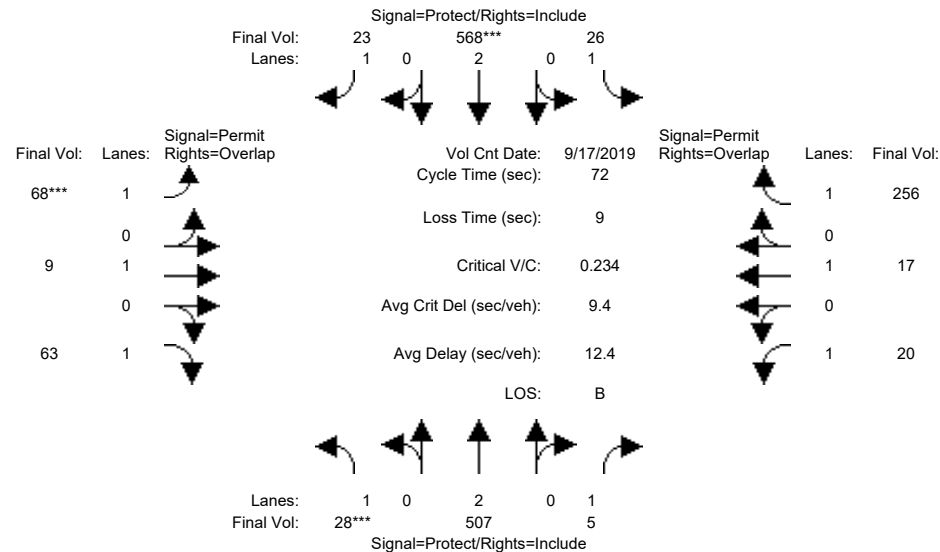 Signal=Protect/Rights=Include
Final Vol: 23 568*** 26
Lanes: 1 0 2 0 1
Signal=Permit Signal=Permit
Final Vol: Lanes: Rights=Overlap Vol Cnt Date: 9/17/2019 Rights=Overlap Lanes: Final Vol:
Cycle Time (sec): 72
68*** 1 1 256
Loss Time (sec): 9
0 0
9 1 Critical V/C: 0.234 1 17
0 Avg Crit Del (sec/veh): 9.4 0
63 1 Avg Delay (sec/veh): 12.4 1 20
LOS: B
Lanes: 1 0 2 0 1
Final Vol: 28*** 507 5
Signal=Protect/Rights=Include